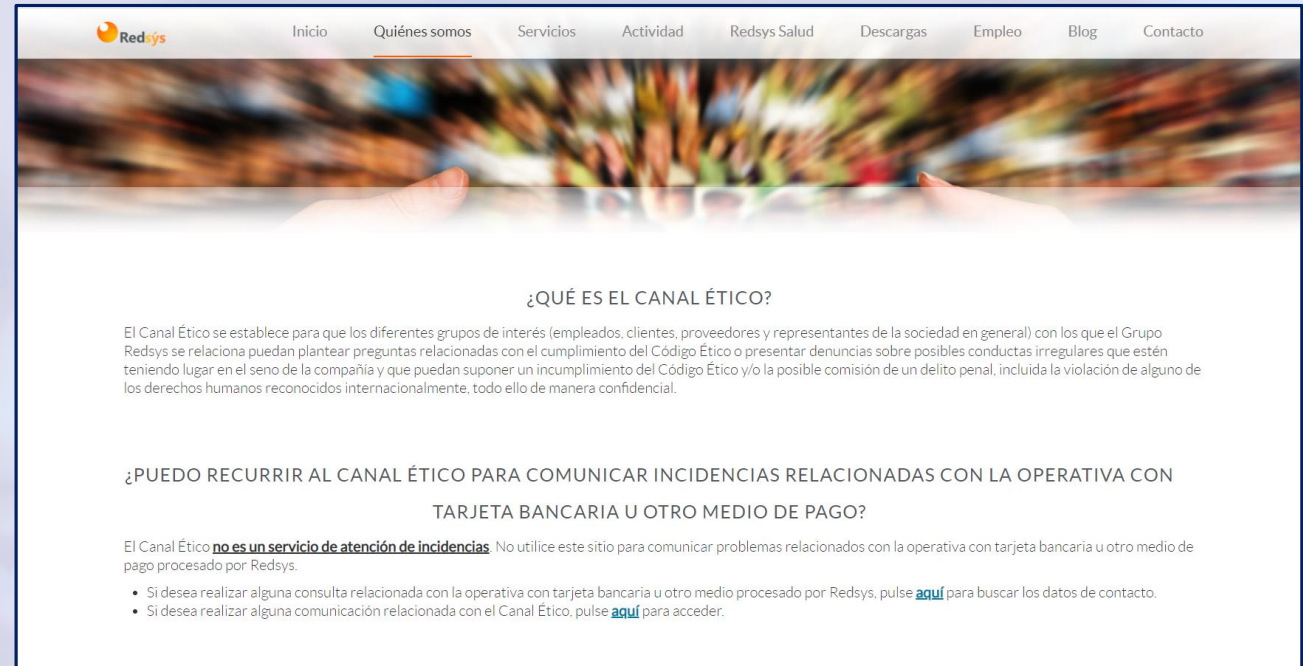 Redsýs
Inicio Quiénes somos Servicios Actividad Redsys Salud Descargas Empleo Blog Contacto
¿QUÉ ES EL CANAL ÉTICO?
El Canal Ético se establece para que los diferentes grupos de interés (empleados, clientes, proveedores y representantes de la sociedad en general) con los que el Grupo
Redsys se relaciona puedan plantear preguntas relacionadas con el cumplimiento del Código Ético o presentar denuncias sobre posibles conductas irregulares que estén
teniendo lugar en el seno de la compañía y que puedan suponer un incumplimiento del Código Ético y/o la posible comisión de un delito penal, incluida la violación de alguno de
los derechos humanos reconocidos internacionalmente, todo ello de manera confidencial.
¿PUEDO RECURRIR AL CANAL ÉTICO PARA COMUNICAR INCIDENCIAS RELACIONADAS CON LA OPERATIVA CON
TARJETA BANCARIA U OTRO MEDIO DE PAGO?
El Canal Ético no es un servicio de atención de incidencias. No utilice este sitio para comunicar problemas relacionados con la operativa con tarjeta bancaria u otro medio de
pago procesado por Redsys.
• Si desea realizar alguna consulta relacionada con la operativa con tarjeta bancaria u otro medio procesado por Redsys, pulse aquí para buscar los datos de contacto.
• Si desea realizar alguna comunicación relacionada con el Canal Ético, pulse aquí para acceder.